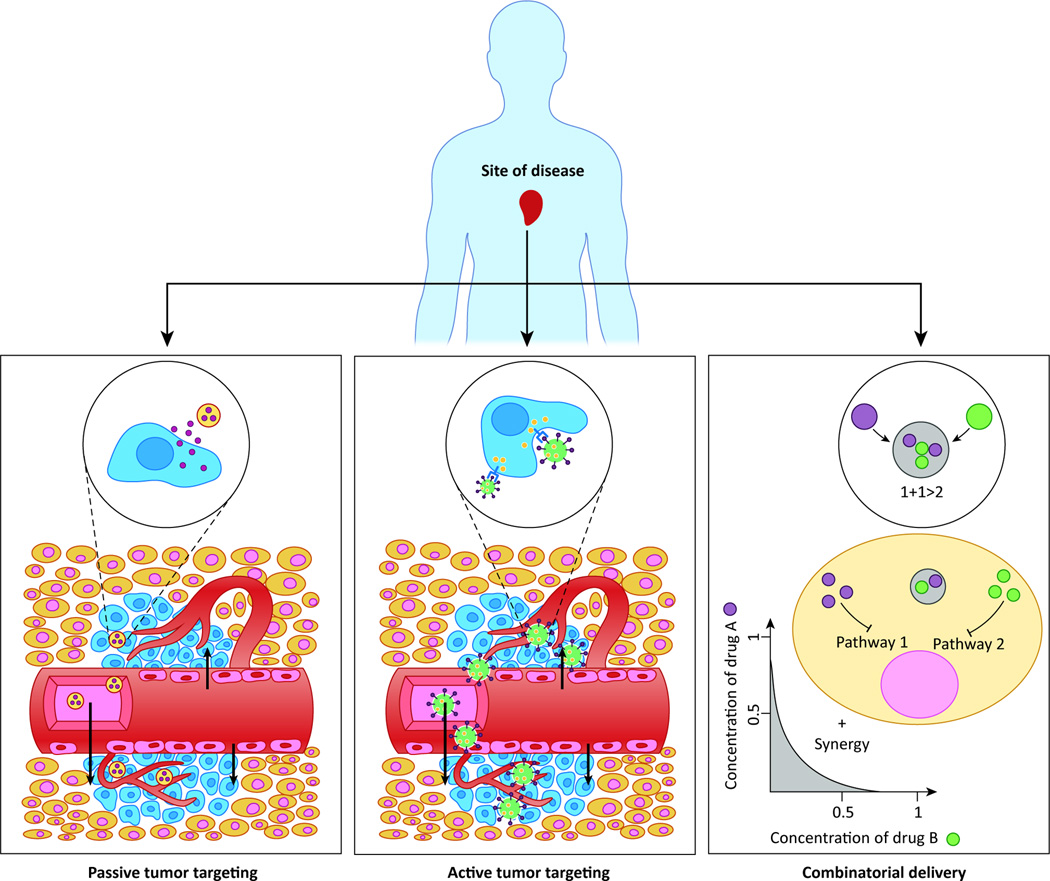 Site of disease
1+1>2
Pathway 1
Pathway 2
Concentration of drug A
1
0.5
+
Synergy
0.5
1
Concentration of drug B
Passive tumor targeting
Active tumor targeting
Combinatorial delivery